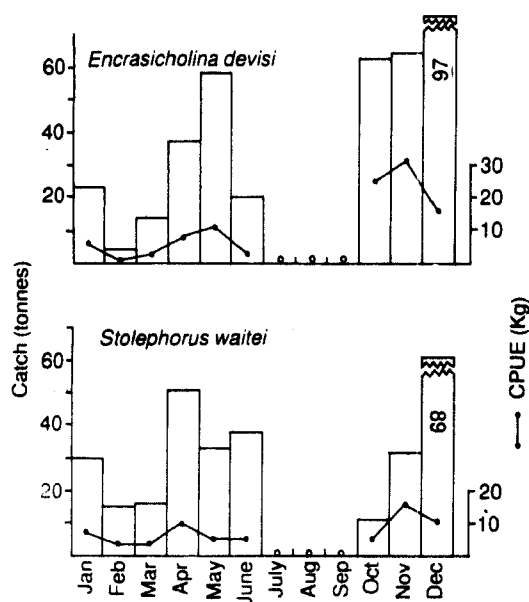 Encrasicholina devisi
60
40
20
97
30
20
10
Stolephorus waitei
60
40
20
68
20
10
Catch (tonnes)
CPUE (Kg)
Jan
Feb
Mar
Apr
May
June
July
Aug
Sep
Oct
Nov
Dec